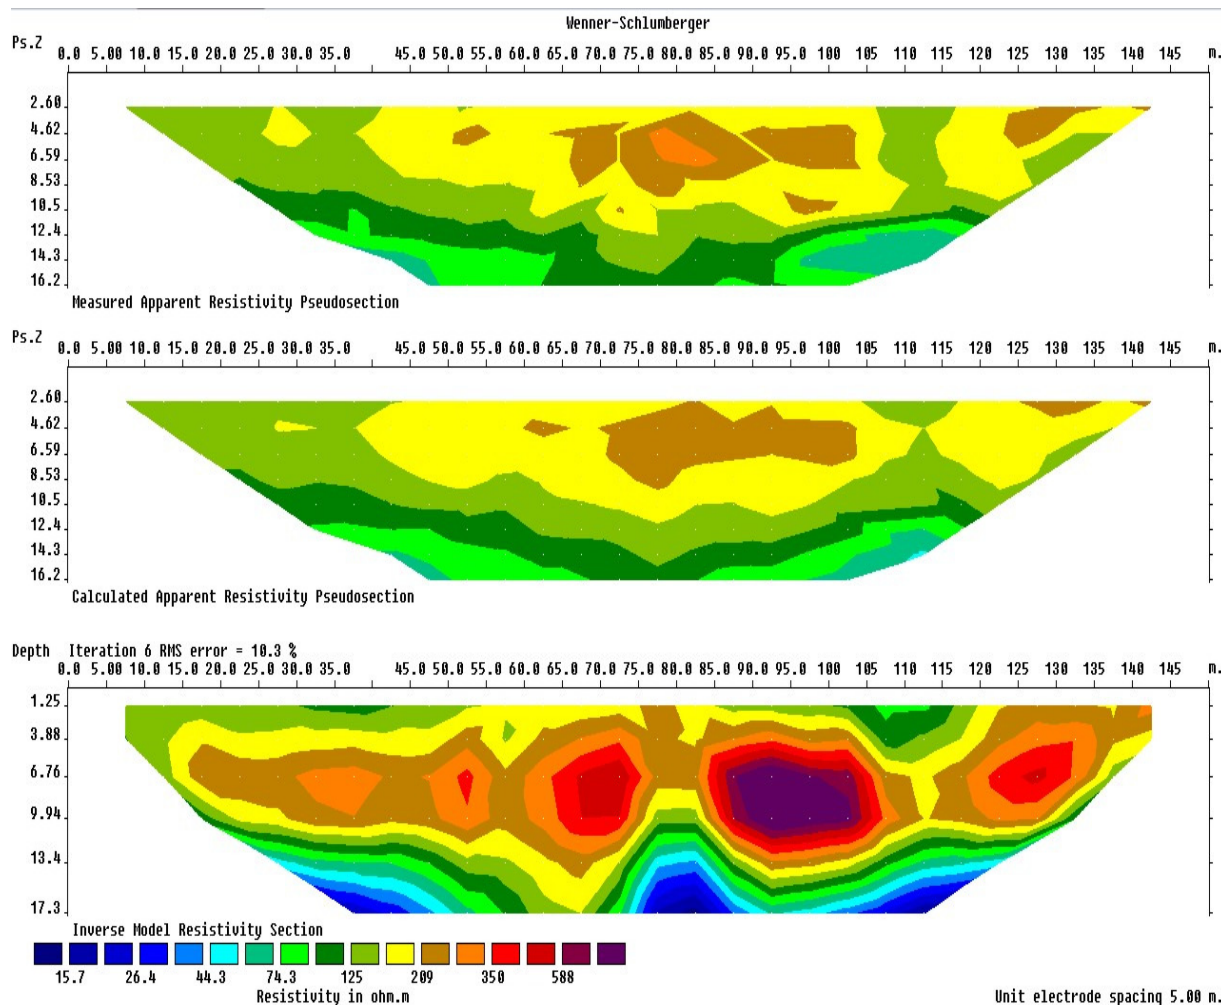 Wenner-Schlumberger
Ps.Z 0.0 5.00 10.0 15.0 20.0 25.0 30.0 35.0 45.0 50.0 55.0 60.0 65.0 70.0 75.0 80.0 85.0 90.0 95.0 100 105 110 115 120 125 130 135 140 145 m.
2.60
4.62
6.59
8.53
10.5
12.4
14.3
16.2
Measured Apparent Resistivity Pseudosection
Ps.Z 0.0 5.00 10.0 15.0 20.0 25.0 30.0 35.0 45.0 50.0 55.0 60.0 65.0 70.0 75.0 80.0 85.0 90.0 95.0 100 105 110 115 120 125 130 135 140 145 m.
2.60
4.62
6.59
8.53
10.5
12.4
14.3
16.2
Calculated Apparent Resistivity Pseudosection
Depth Iteration 6 RMS error = 10.3 %
0.0 5.00 10.0 15.0 20.0 25.0 30.0 35.0 45.0 50.0 55.0 60.0 65.0 70.0 75.0 80.0 85.0 90.0 95.0 100 105 110 115 120 125 130 135 140 145 m.
1.25
3.88
6.76
9.94
13.4
17.3
Inverse Model Resistivity Section
15.7 26.4 44.3 74.3 125 209 350 588
Resistivity in ohm.m Unit electrode spacing 5.00 m.